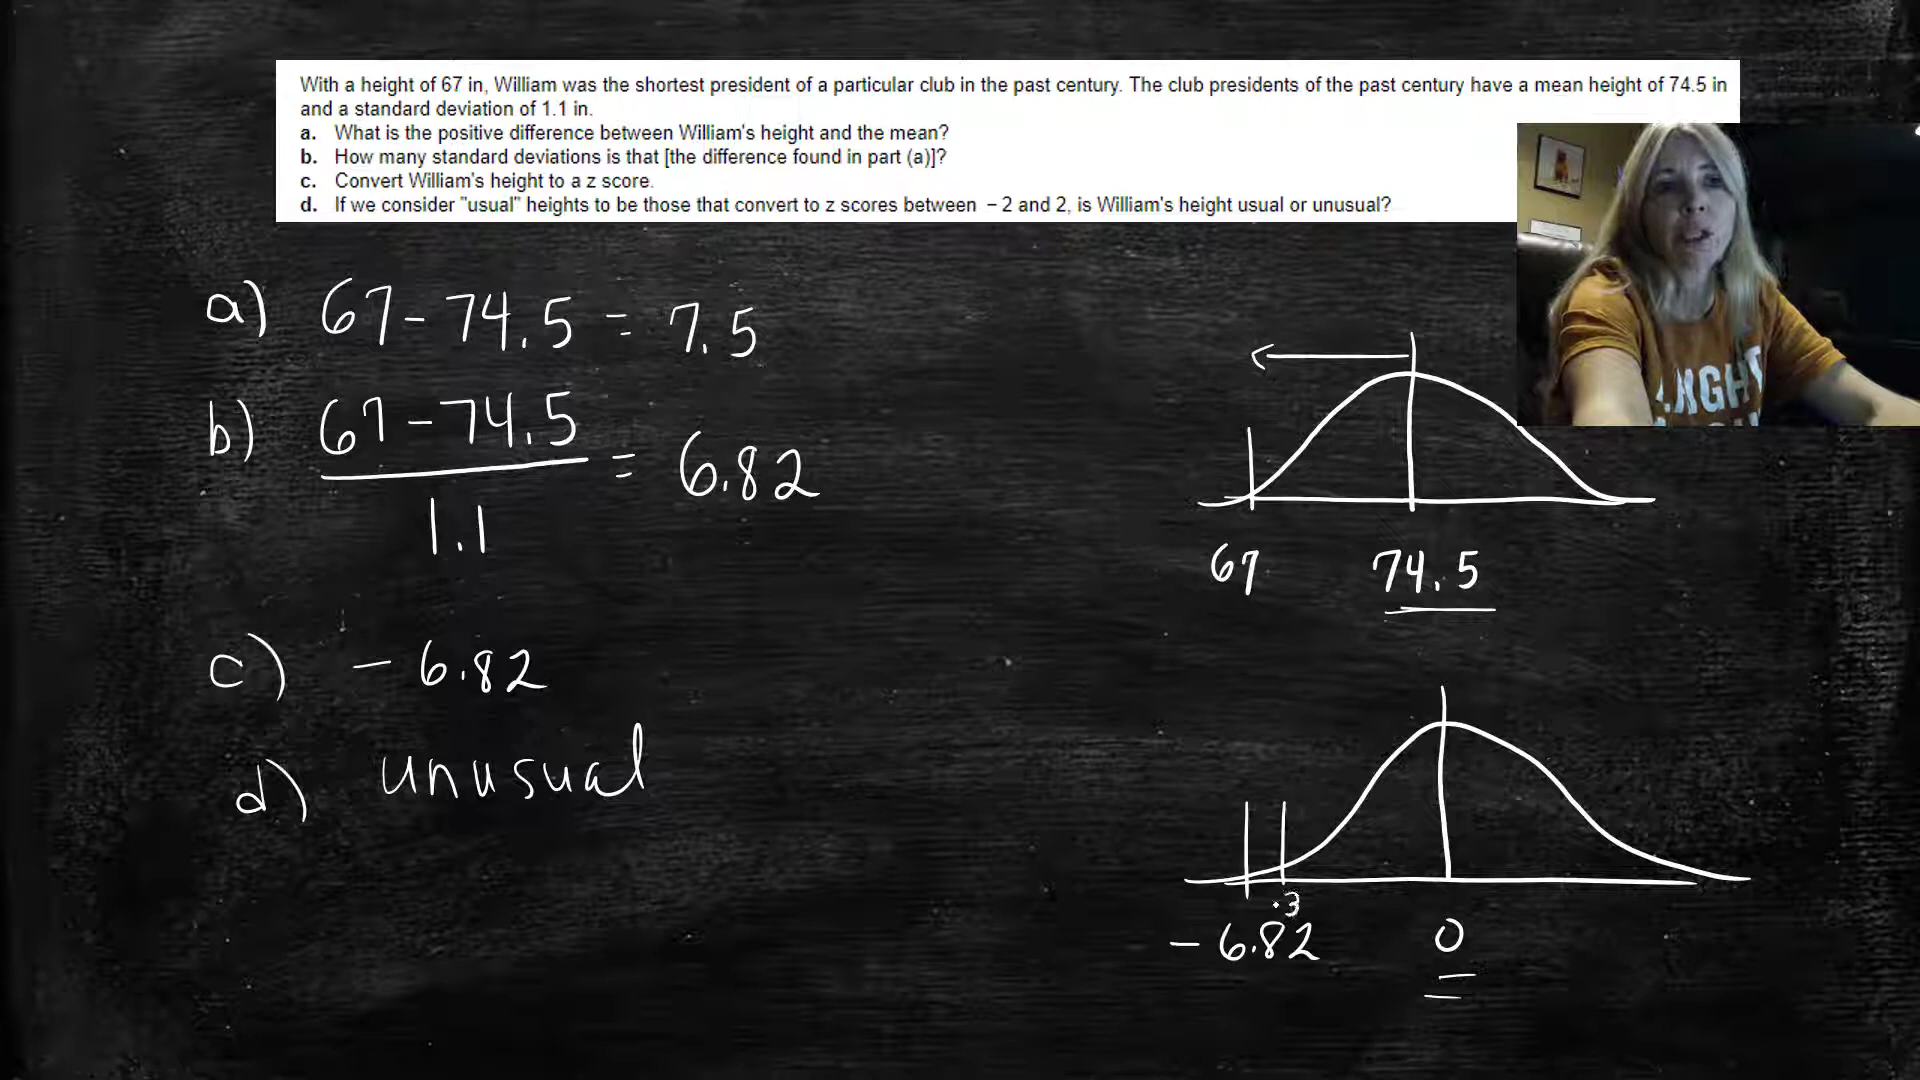 With a height of 67 in, William was the shortest president of a particular club in the past century. The club presidents of the past century have a mean height of 74.5 in
and a standard deviation of 1.1 in.
a. What is the positive difference between William's height and the mean?
b. How many standard deviations is that [the difference found in part (a)]?
c. Convert William's height to a z score.
d. If we consider "usual" heights to be those that convert to z scores between − 2 and 2, is William's height usual or unusual?
a) 67 - 74.5 = 7.5
b) 67 - 74.5
1.1
= 6.82
c) - 6.82
d) unusual
67 74.5
-3
- 6.82 0